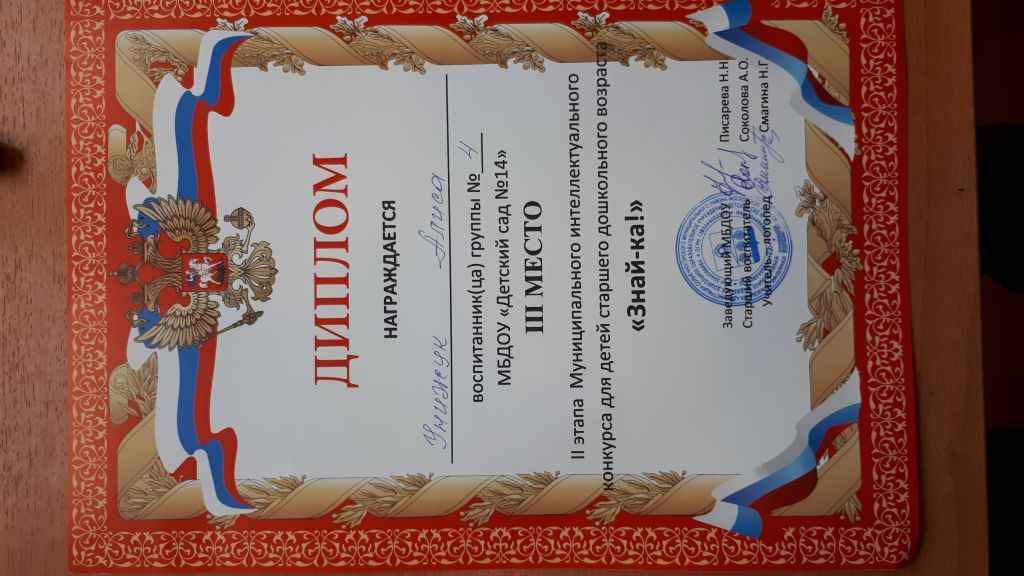 ДИПЛОМ
НАГРАЖДАЕТСЯ
Унижук Алиса
воспитанник(ца) группы № 4
МБДОУ «Детский сад №14»
III МЕСТО
II этапа Муниципального интеллектуального
конкурса для детей старшего дошкольного возраста
«Знай-ка!»
Заведующий МБДОУ Писарева Н.Н.
Старший воспитатель Соколова А.О.
учитель-логопед Смагина Н.Г.